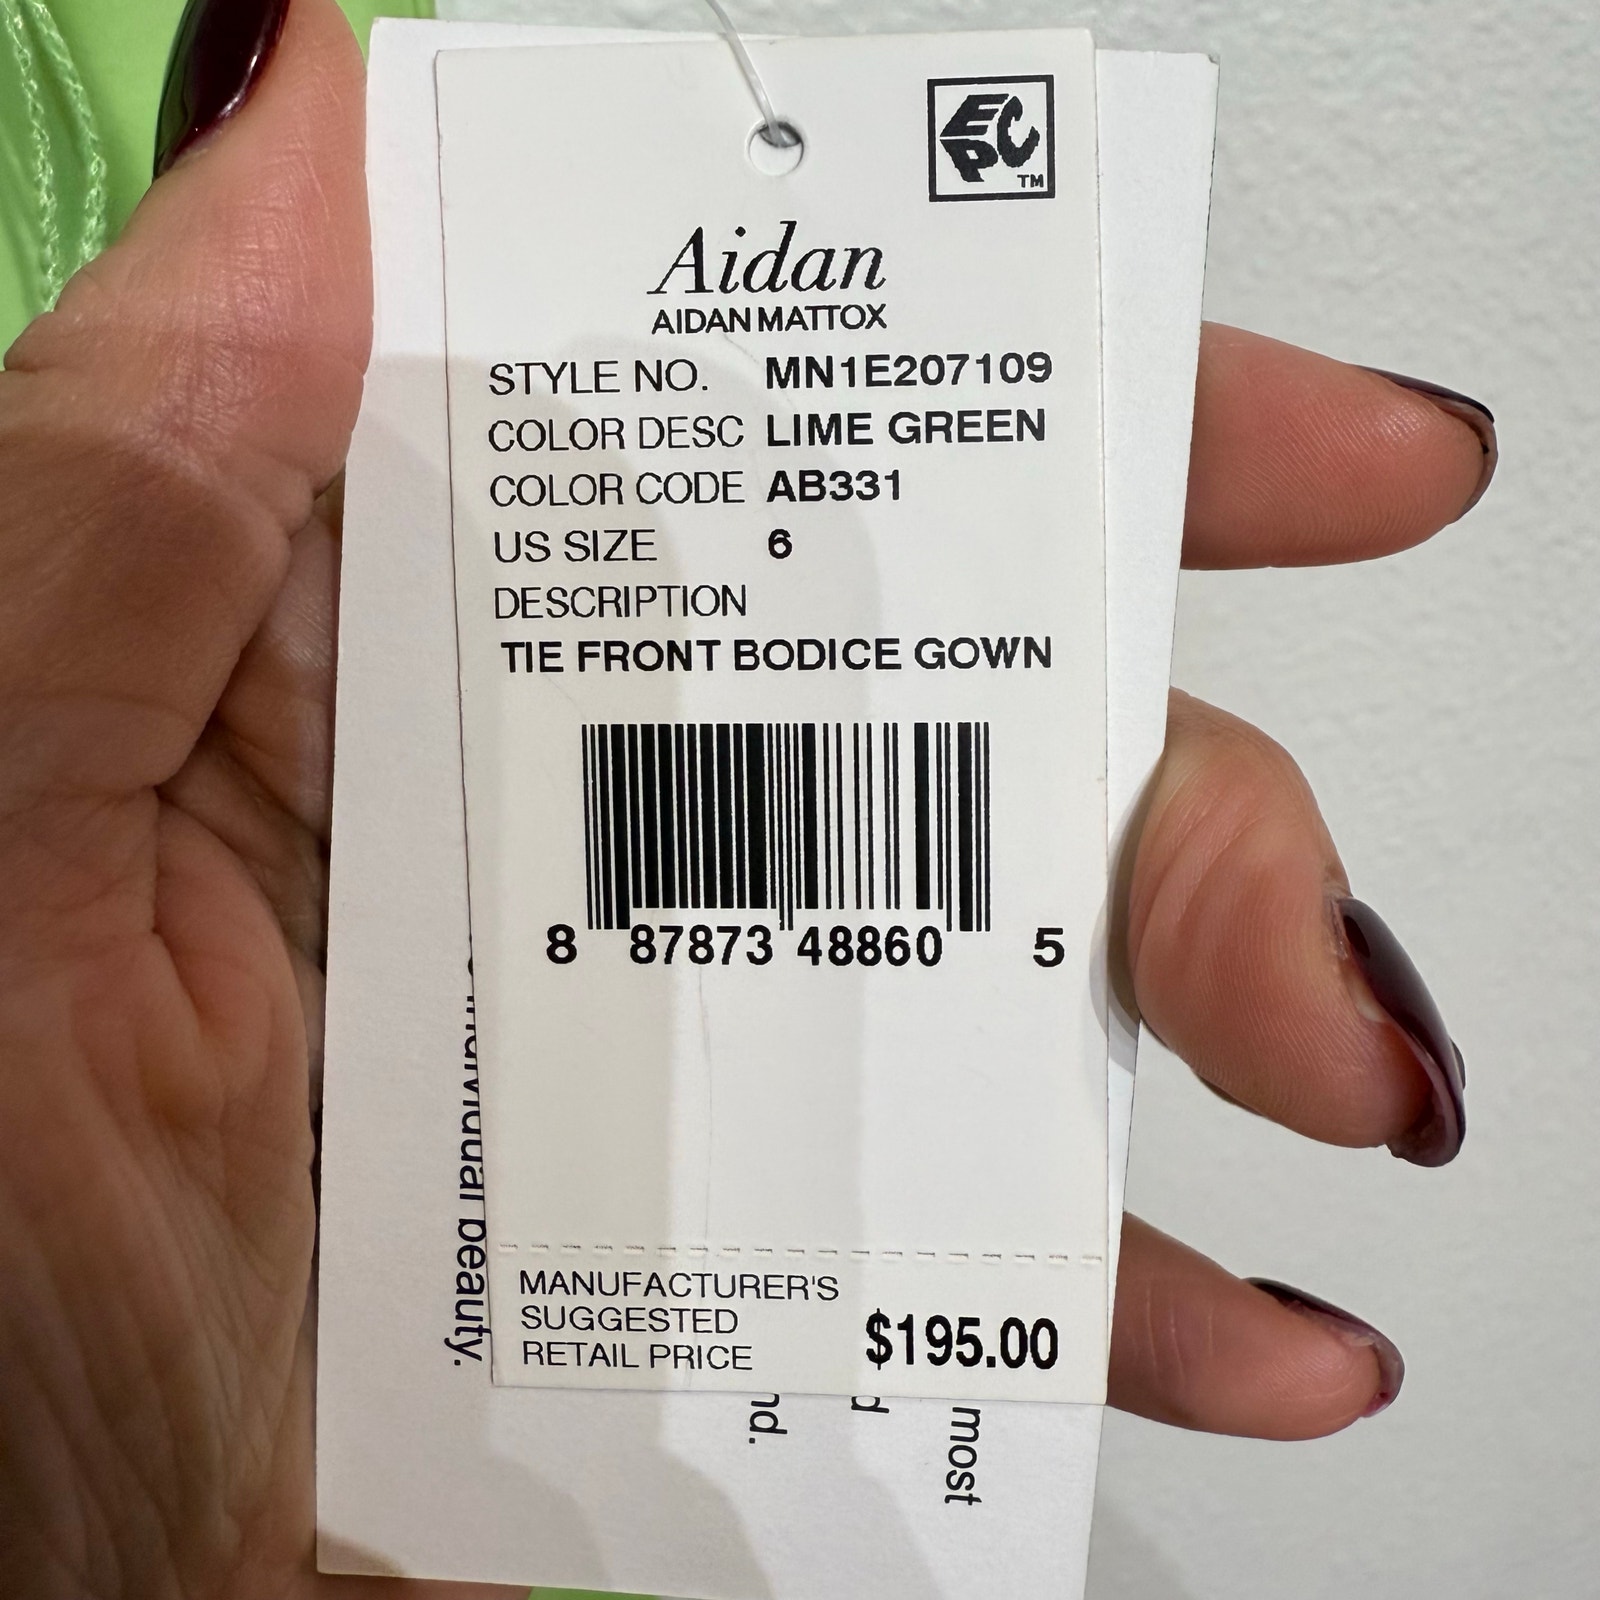 EPC
TM
Aidan
AIDAN MATTOX
STYLE NO. MN1E207109
COLOR DESC LIME GREEN
COLOR CODE AB331
US SIZE 6
DESCRIPTION
TIE FRONT BODICE GOWN
8 87873 48860 5
MANUFACTURER'S
SUGGESTED
RETAIL PRICE $195.00
individual beauty.
nd.
d
most